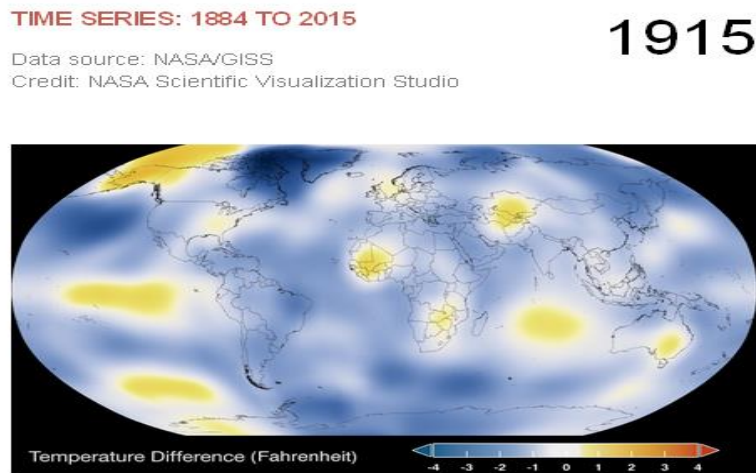 TIME SERIES: 1884 TO 2015
1915
Data source: NASA/GISS
Credit: NASA Scientific Visualization Studio
Temperature Difference (Fahrenheit)
-4 -3 -2 -1 0 1 2 3 4